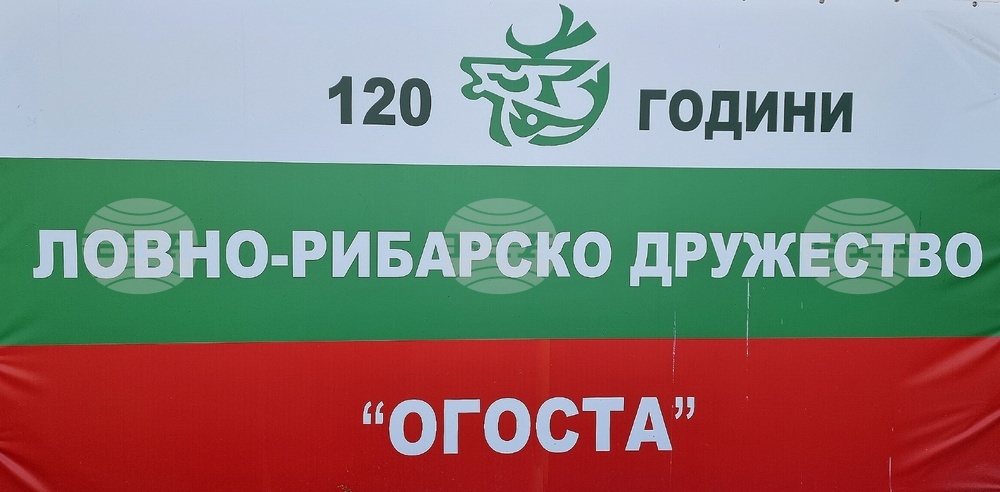 120 ГОДИНИ
ЛОВНО-РИБАРСКО ДРУЖЕСТВО
“ОГОСТА”